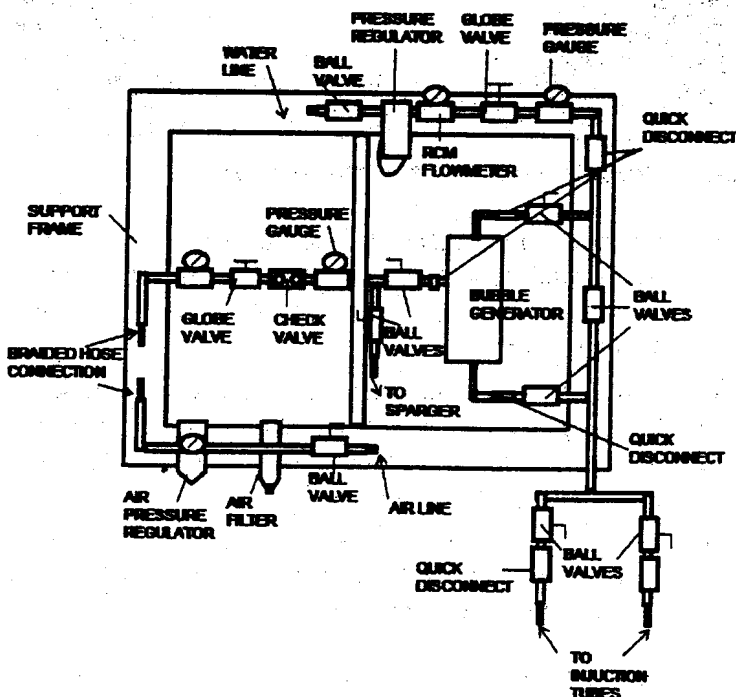 PRESSURE
REGULATOR
GLOBE
VALVE
PRESSURE
GAUGE
WATER
LINE
BALL
VALVE
QUICK
DISCONNECT
RCM
FLOWMETER
SUPPORT
FRAME
PRESSURE
GAUGE
GLOBE
VALVE
CHECK
VALVE
BUBBLE
GENERATOR
BALL
VALVES
BALL
VALVES
BRAIDED HOSE
CONNECTION
TO
SPARGER
QUICK
DISCONNECT
AIR
PRESSURE
REGULATOR
AIR
FILTER
BALL
VALVE
AIR LINE
QUICK
DISCONNECT
BALL
VALVES
TO
INJUCTION
TUBES